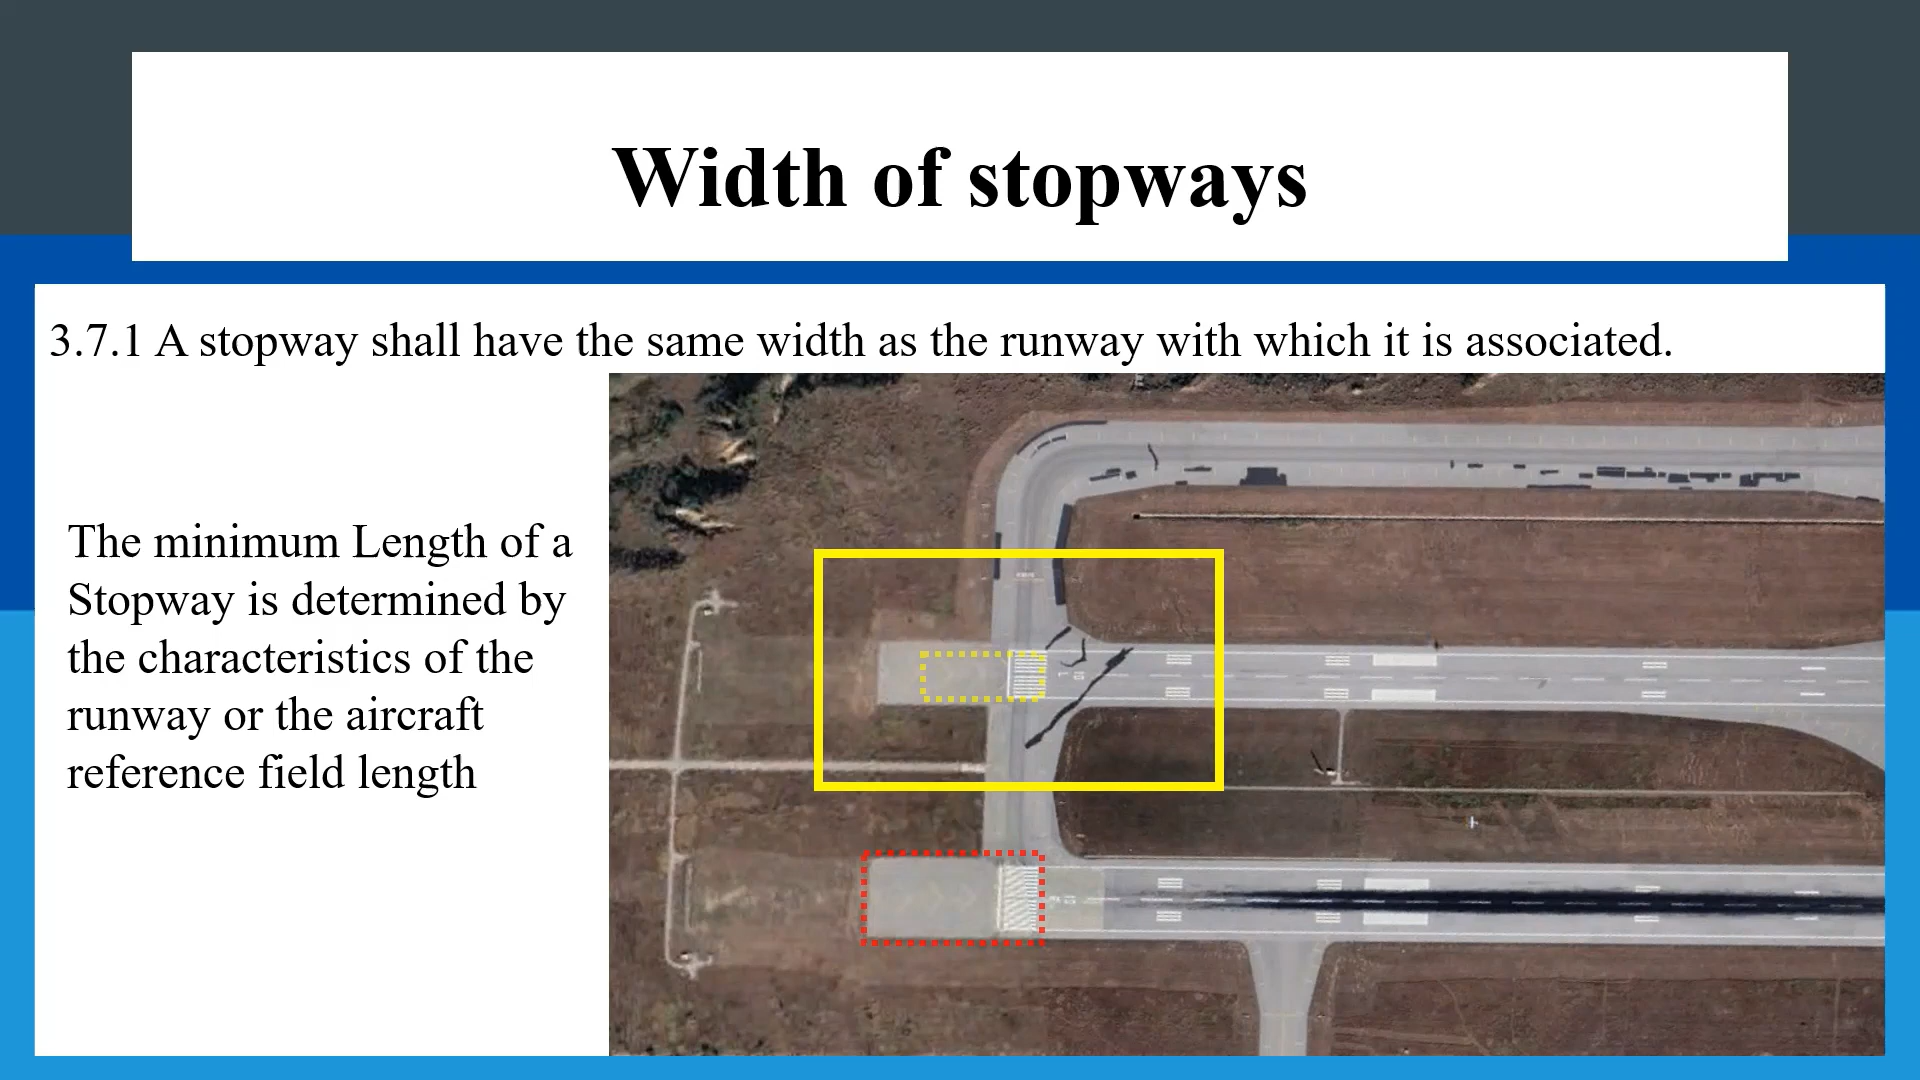 Width of stopways
3.7.1 A stopway shall have the same width as the runway with which it is associated.
The minimum Length of a
Stopway is determined by
the characteristics of the
runway or the aircraft
reference field length